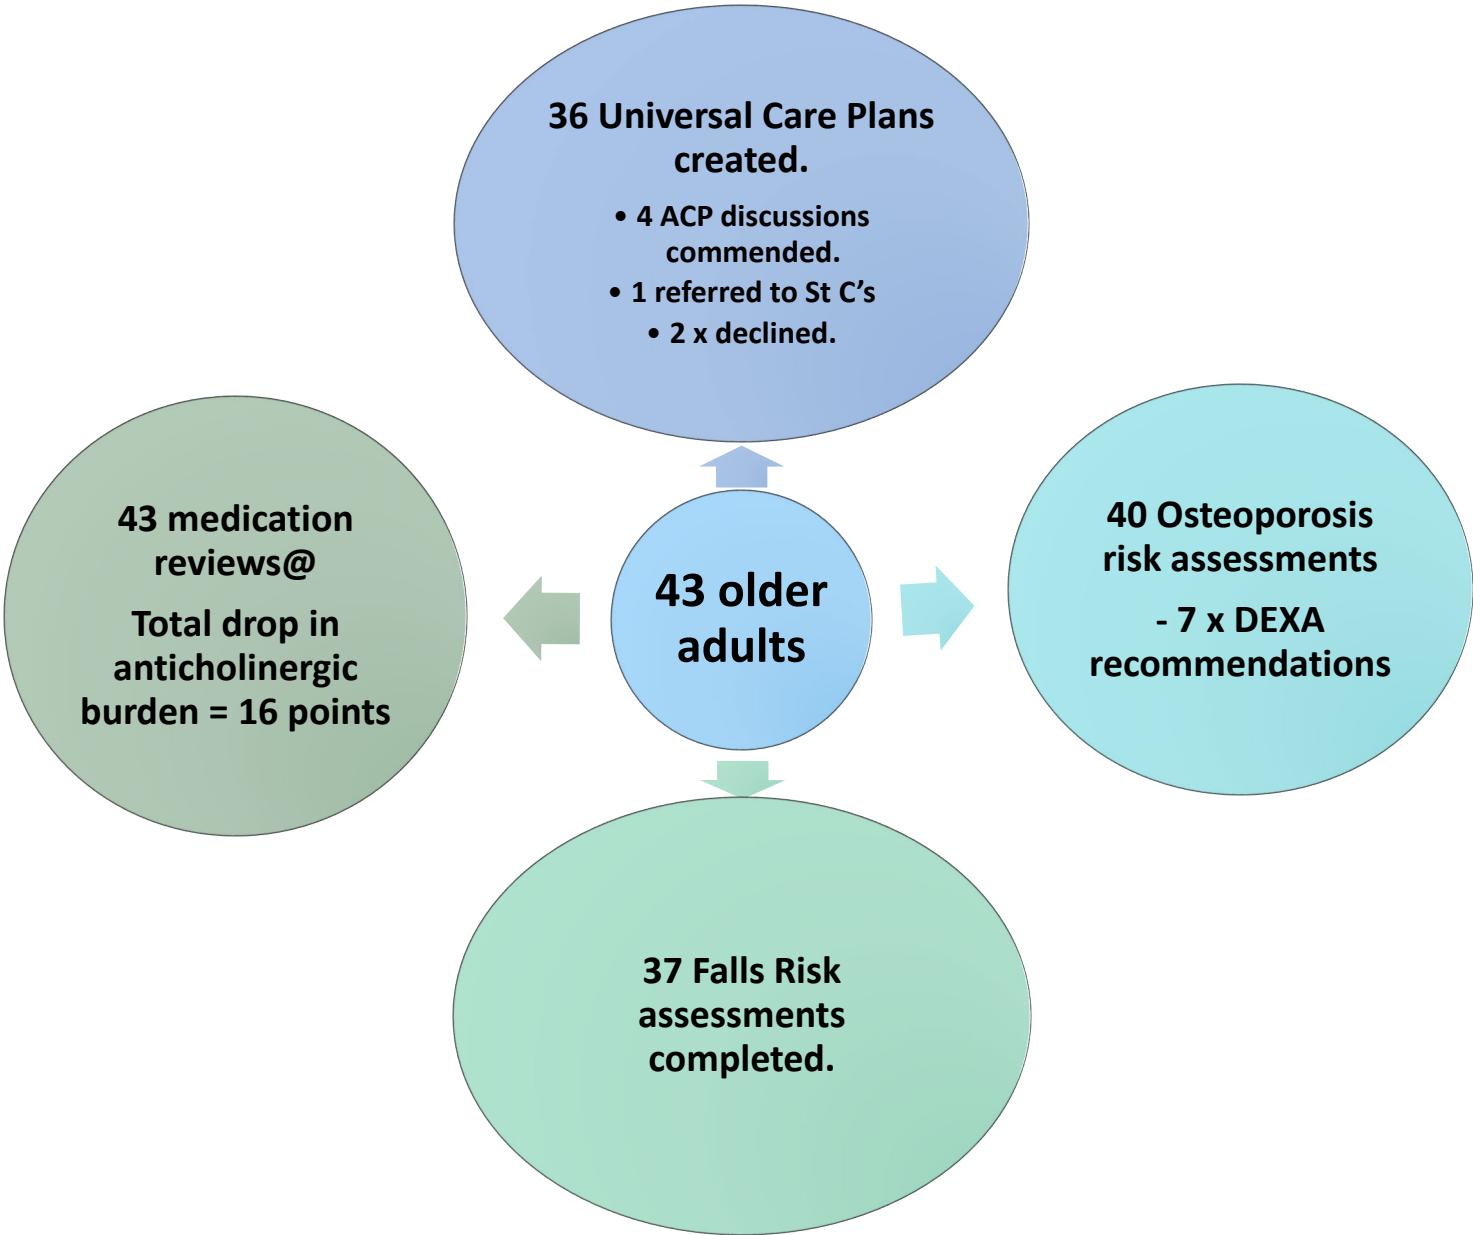 36 Universal Care Plans
created.
• 4 ACP discussions
commended.
• 1 referred to St C’s
• 2 x declined.
43 medication
reviews@
Total drop in
anticholinergic
burden = 16 points
43 older
adults
40 Osteoporosis
risk assessments
- 7 x DEXA
recommendations
37 Falls Risk
assessments
completed.